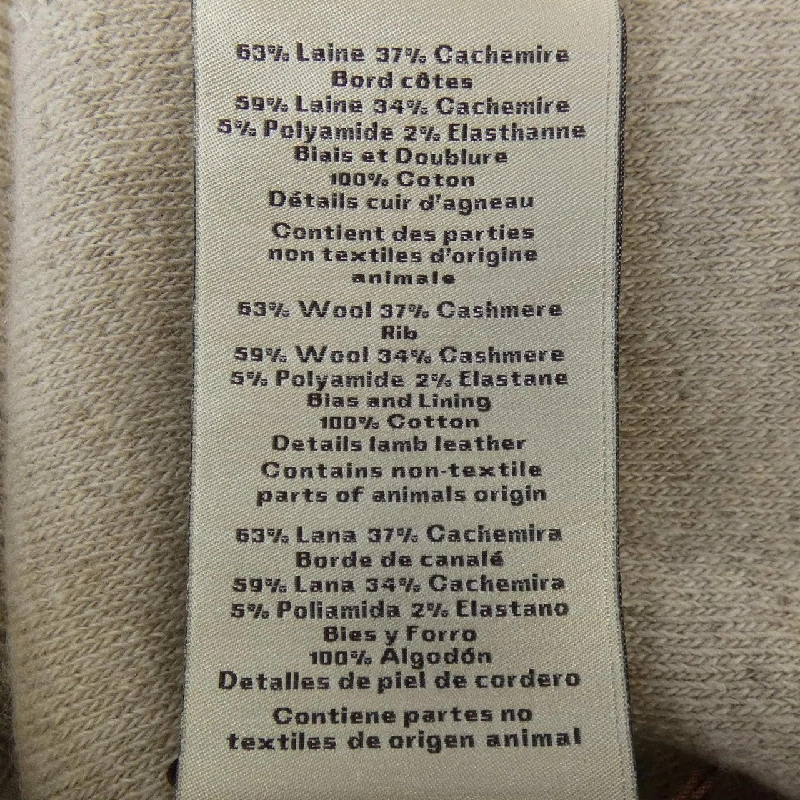 63% Laine 37% Cachemire
Bord côtes
59% Laine 34% Cachemire
5% Polyamide 2% Elasthanne
Biais et Doublure
100% Coton
Détails cuir d'agneau
Contient des parties
non textiles d'origine
animale
63% Wool 37% Cashmere
Rib
59% Wool 34% Cashmere
5% Polyamide 2% Elastane
Bias and Lining
100% Cotton
Details lamb leather
Contains non-textile
parts of animals origin
63% Lana 37% Cachemira
Borde de canalé
59% Lana 34% Cachemira
5% Poliamida 2% Elastano
Bies y Forro
100% Algodón
Detalles de piel de cordero
Contiene partes no
textiles de origen animal